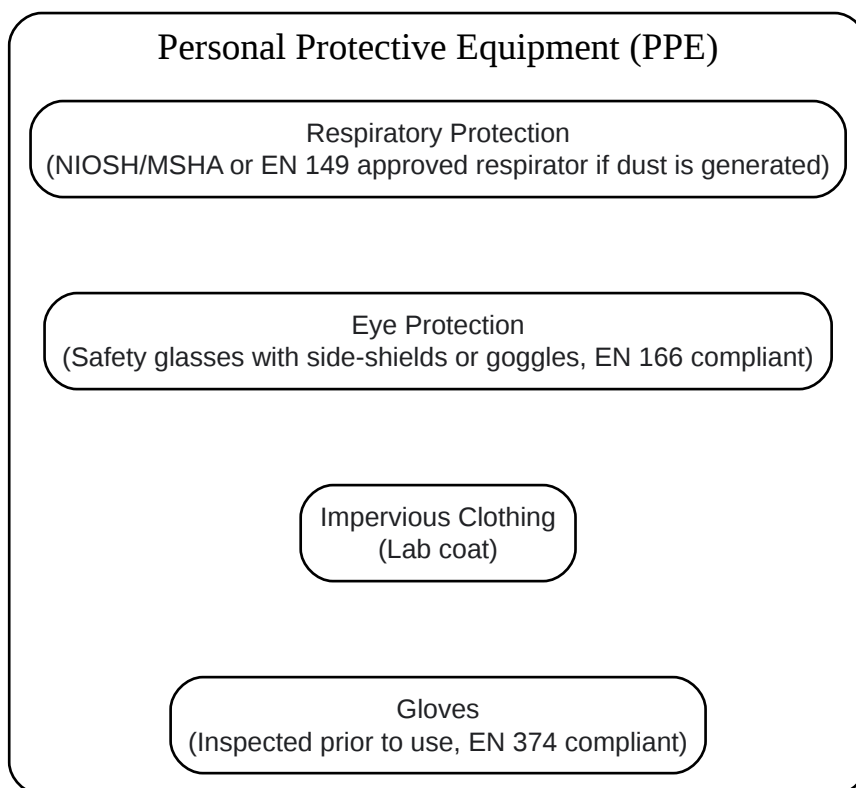 Personal Protective Equipment (PPE)
Respiratory Protection
(NIOSH/MSHA or EN 149 approved respirator if dust is generated)
Eye Protection
(Safety glasses with side-shields or goggles, EN 166 compliant)
Impervious Clothing
(Lab coat)
Gloves
(Inspected prior to use, EN 374 compliant)